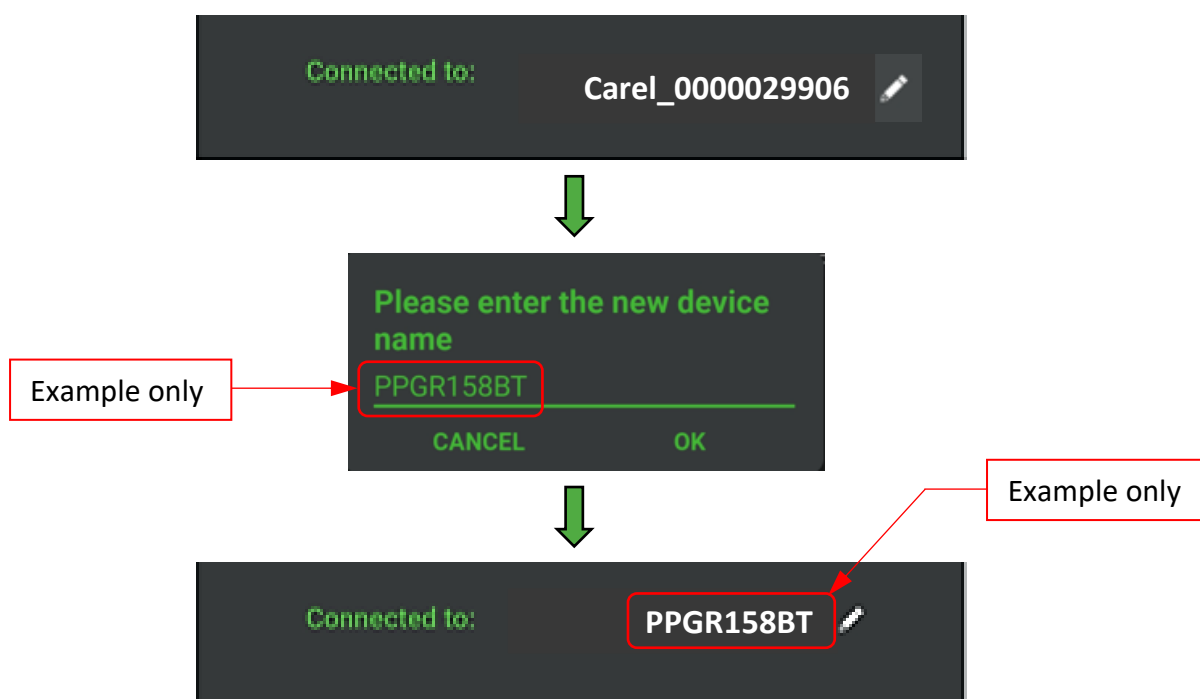 Connected to:
Carel_0000029906
Please enter the new device
name
Example only
PPGR158BT
CANCEL
OK
Example only
Connected to:
PPGR158BT